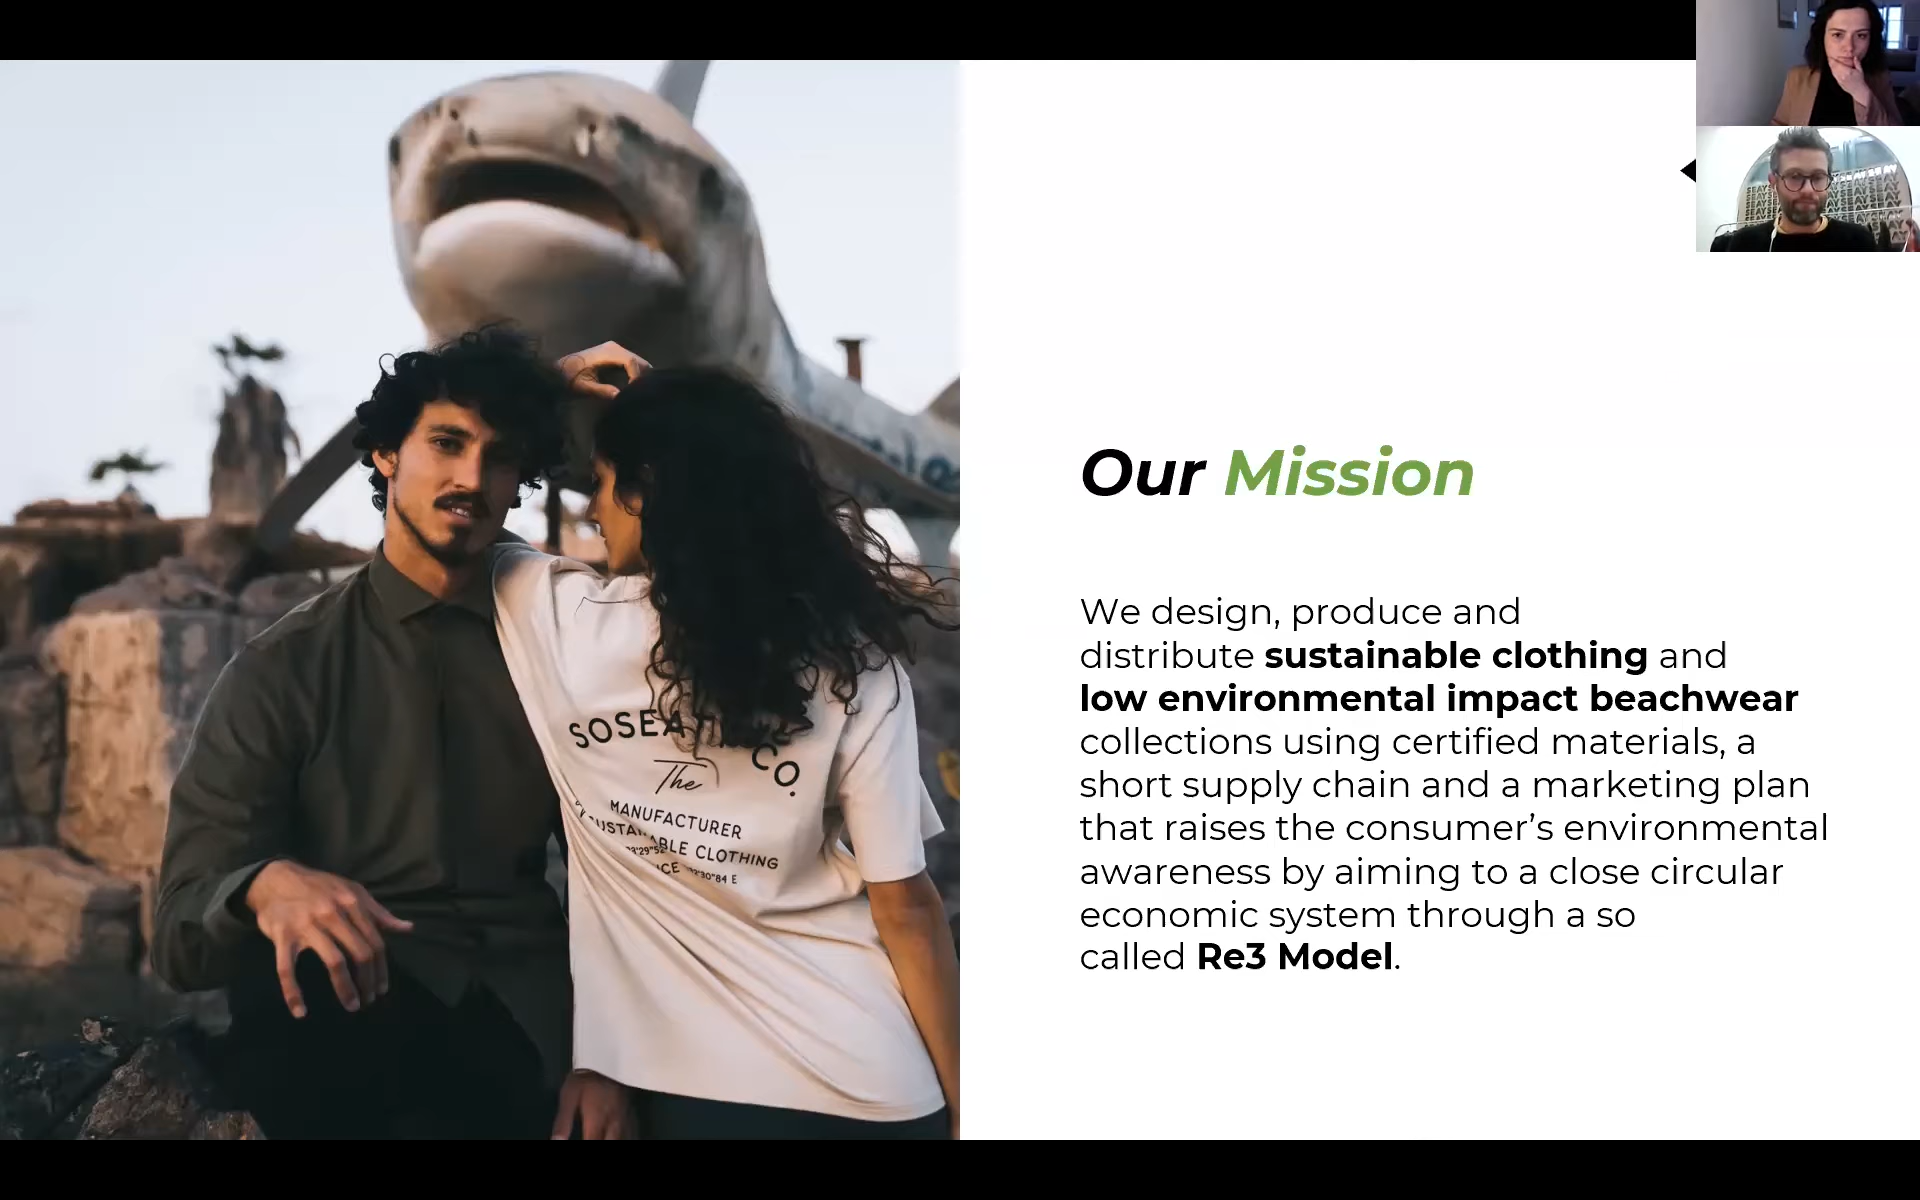 Our Mission
We design, produce and
distribute sustainable clothing and
low environmental impact beachwear
collections using certified materials, a
short supply chain and a marketing plan
that raises the consumer’s environmental
awareness by aiming to a close circular
economic system through a so
called Re3 Model.
CO.
The
MANUFACTURER
CLOTHING